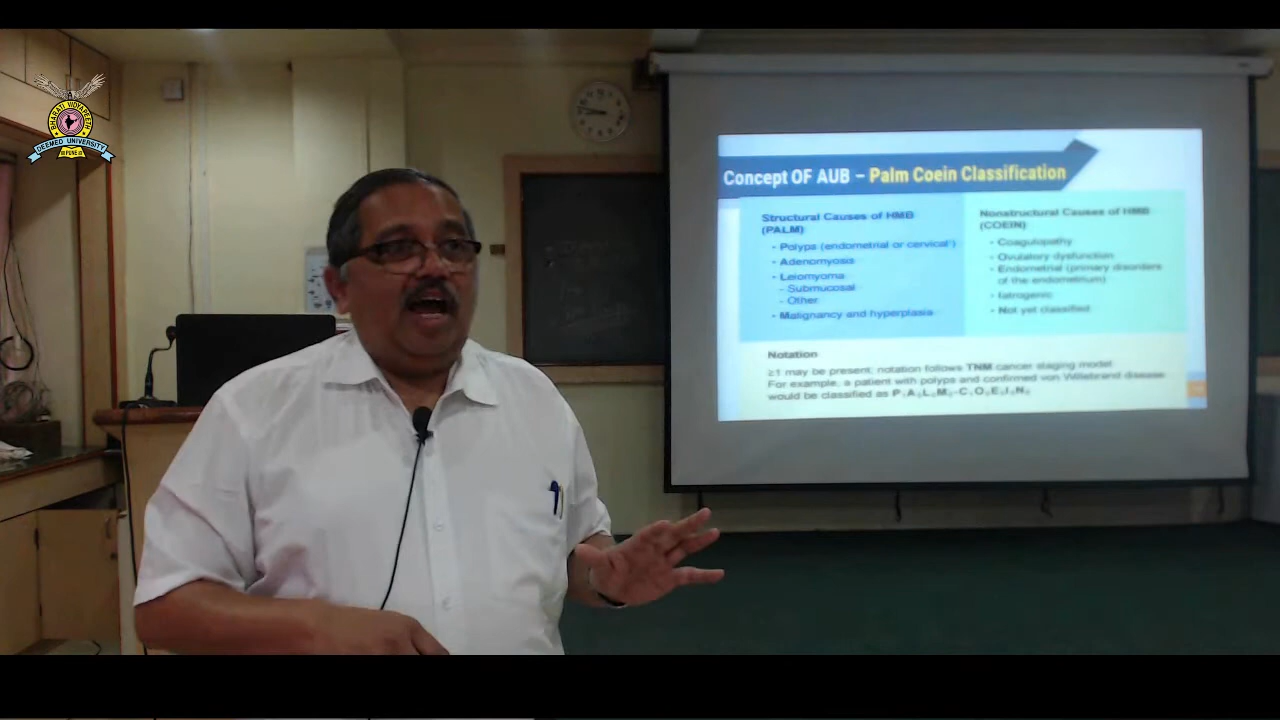 BHARATI VIDYAPEETH
DEEMED UNIVERSITY
PUNE
Concept OF AUB – Palm Coein Classification
Structural Causes of HMB
(PALM)
• Polyps (endometrial or cervical)
• Adenomyosis
• Leiomyoma
- Submucosal
- Other
• Malignancy and hyperplasia
Nonstructural Causes of HMB
(COEIN)
• Coagulopathy
• Ovulatory dysfunction
• Endometrial (primary disorders
of the endometrium)
• Iatrogenic
• Not yet classified
Notation
≥1 may be present, notation follows TNM cancer staging model
For example, a patient with polyps and confirmed von Willebrand disease
would be classified as